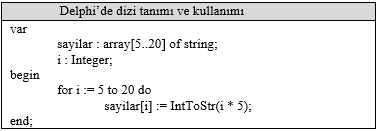 Delphi'de dizi tanımı ve kullanımı
var
sayilar : array[5..20] of string;
i : Integer;
begin
for i := 5 to 20 do
sayilar[i] := IntToStr(i * 5);
end;